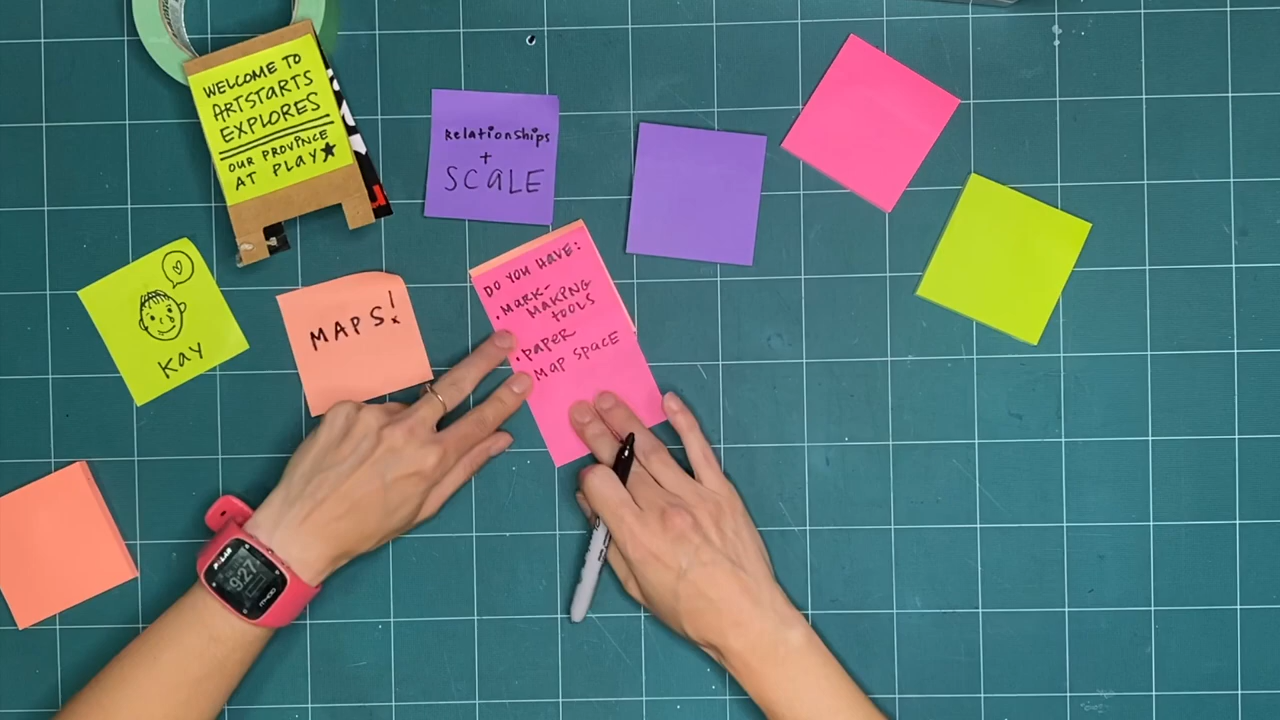 WELCOME TO
ARTSTARTS
EXPLORES
OUR PROVINCE
AT PLAY★
Relationships
+
SCALE
KAY
MAPS!
DO YOU HAVE:
• MARK-
MAKING
TOOLS
• PAPER
MAP SPACE
POLAR
9:27
M400